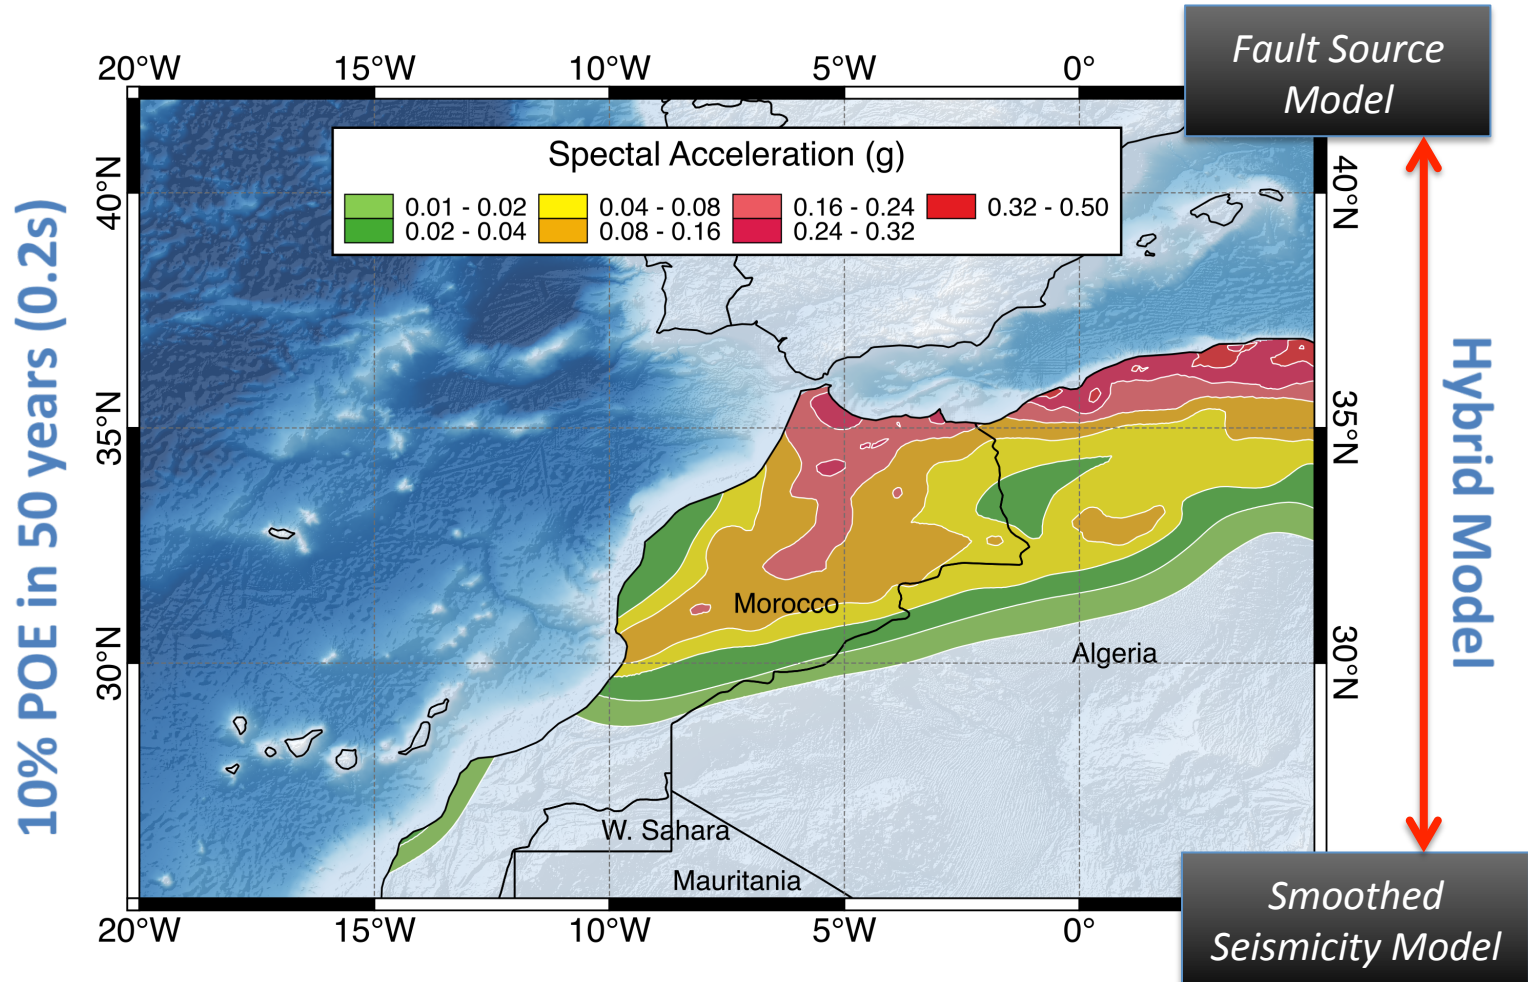 Fault Source
Model
20°W 15°W 10°W 5°W 0°
Spectal Acceleration (g)
0.01 - 0.02 0.04 - 0.08 0.16 - 0.24 0.32 - 0.50
0.02 - 0.04 0.08 - 0.16 0.24 - 0.32
40°N 40°N
35°N 35°N
30°N 30°N
10% POE in 50 years (0.2s)
Hybrid Model
Morocco
Algeria
W. Sahara
Mauritania
20°W 15°W 10°W 5°W 0°
Smoothed
Seismicity Model